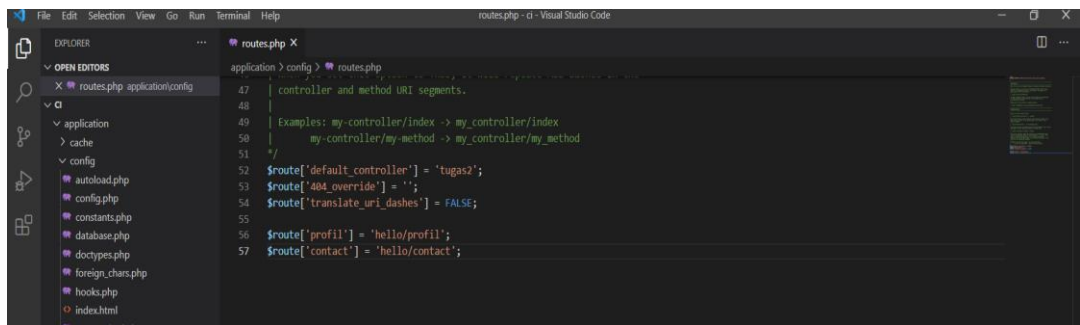 File Edit Selection View Go Run Terminal Help
routes.php - ci - Visual Studio Code
EXPLORER
OPEN EDITORS
routes.php application\config
CI
application
cache
config
autoload.php
config.php
constants.php
database.php
doctypes.php
foreign_chars.php
hooks.php
index.html
routes.php
application > config > routes.php
47 | controller and method URI segments.
48 |
49 | Examples: my-controller/index -> my_controller/index
50 | my-controller/my-method -> my_controller/my_method
51 */
52 $route['default_controller'] = 'tugas2';
53 $route['404_override'] = '';
54 $route['translate_uri_dashes'] = FALSE;
55
56 $route['profil'] = 'hello/profil';
57 $route['contact'] = 'hello/contact';